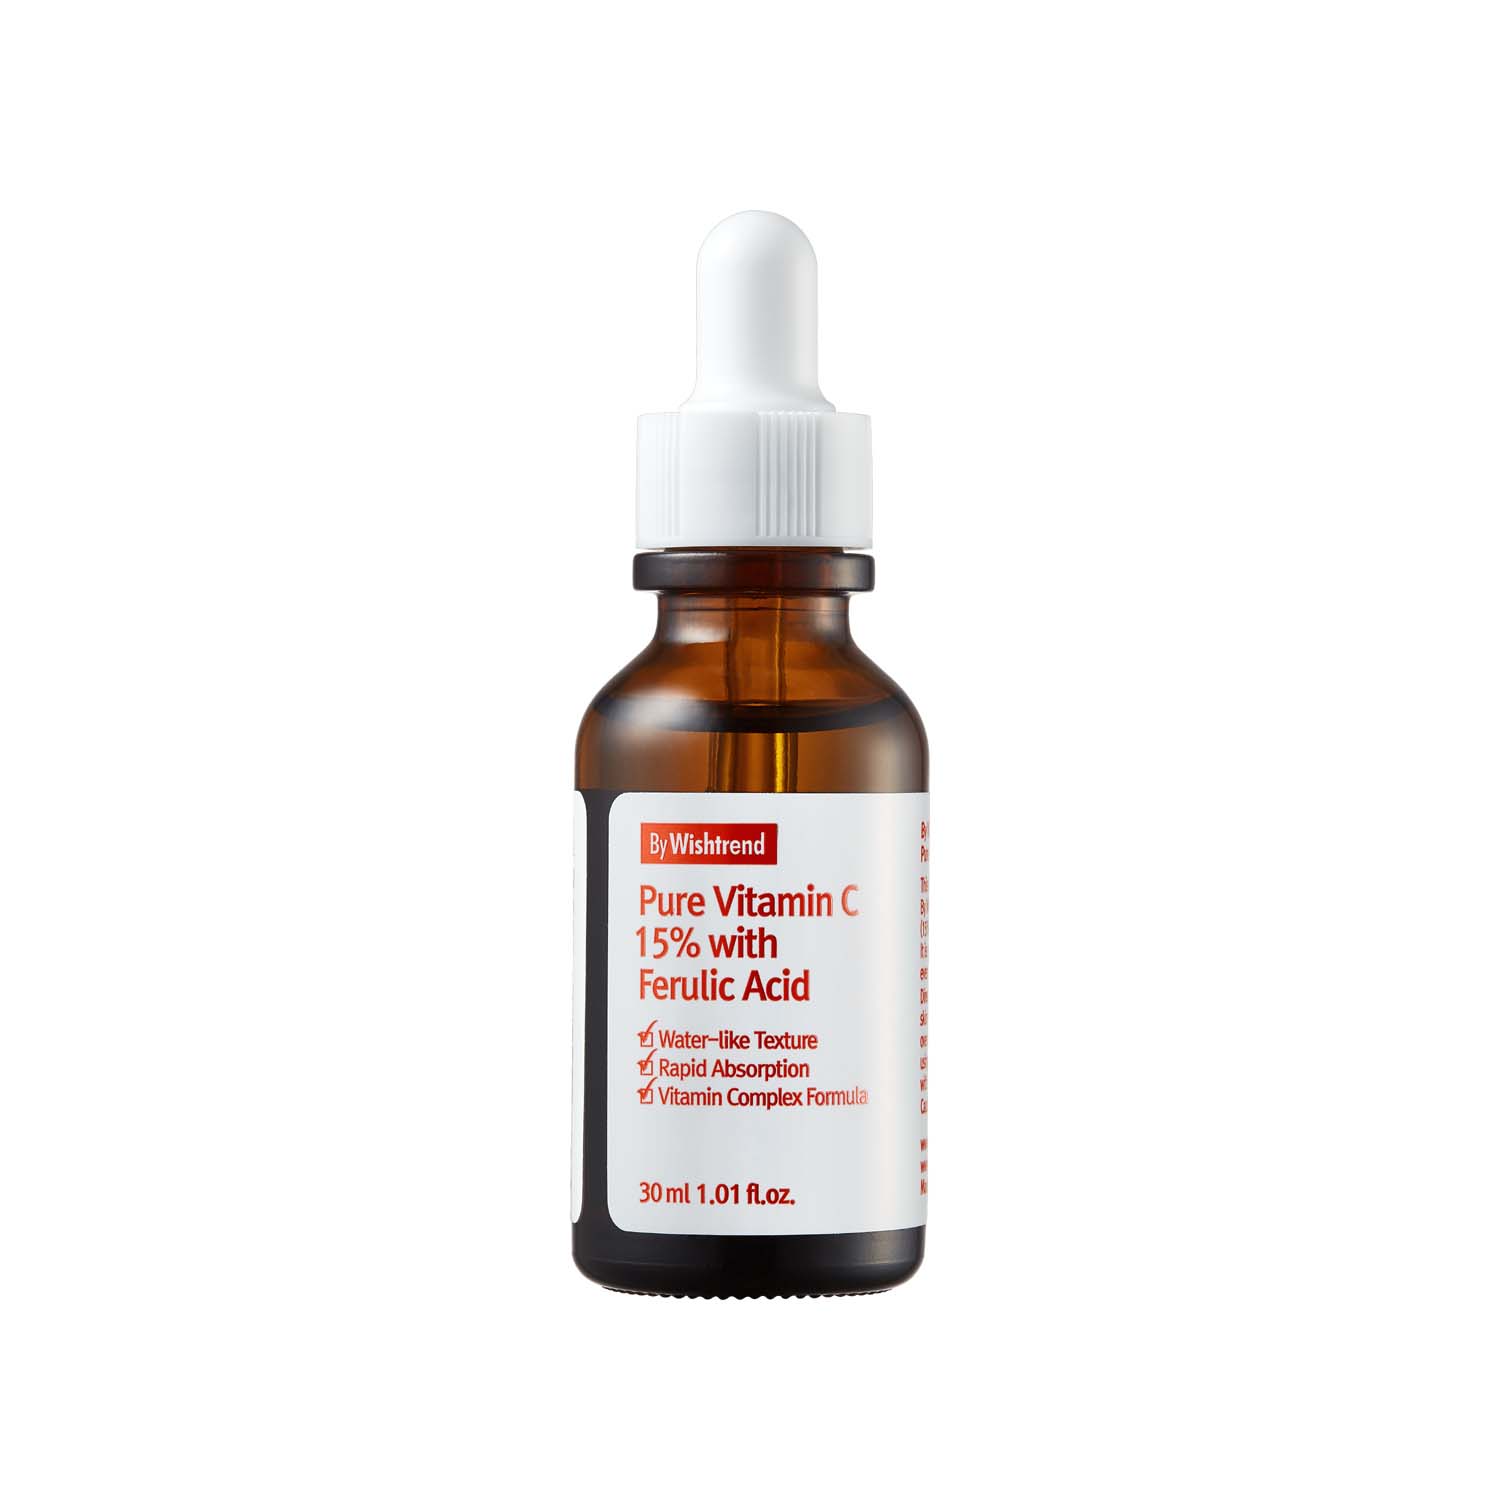 By Wishtrend
Pure Vitamin C
15% with
Ferulic Acid
Water-like Texture
Rapid Absorption
Vitamin Complex Formula
30 ml 1.01 fl.oz.